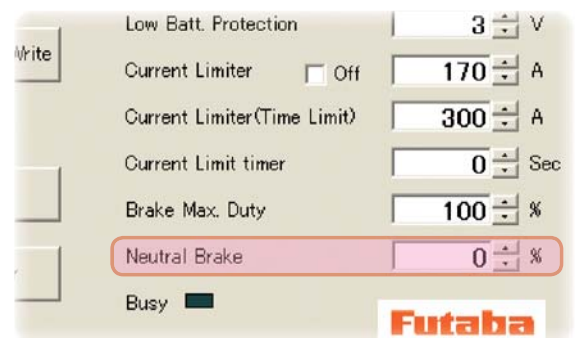 Low Batt. Protection 3 V
Write
Current Limiter Off 170 A
Current Limiter(Time Limit) 300 A
Current Limit timer 0 Sec
Brake Max. Duty 100 %
Neutral Brake 0 %
Busy
Futaba